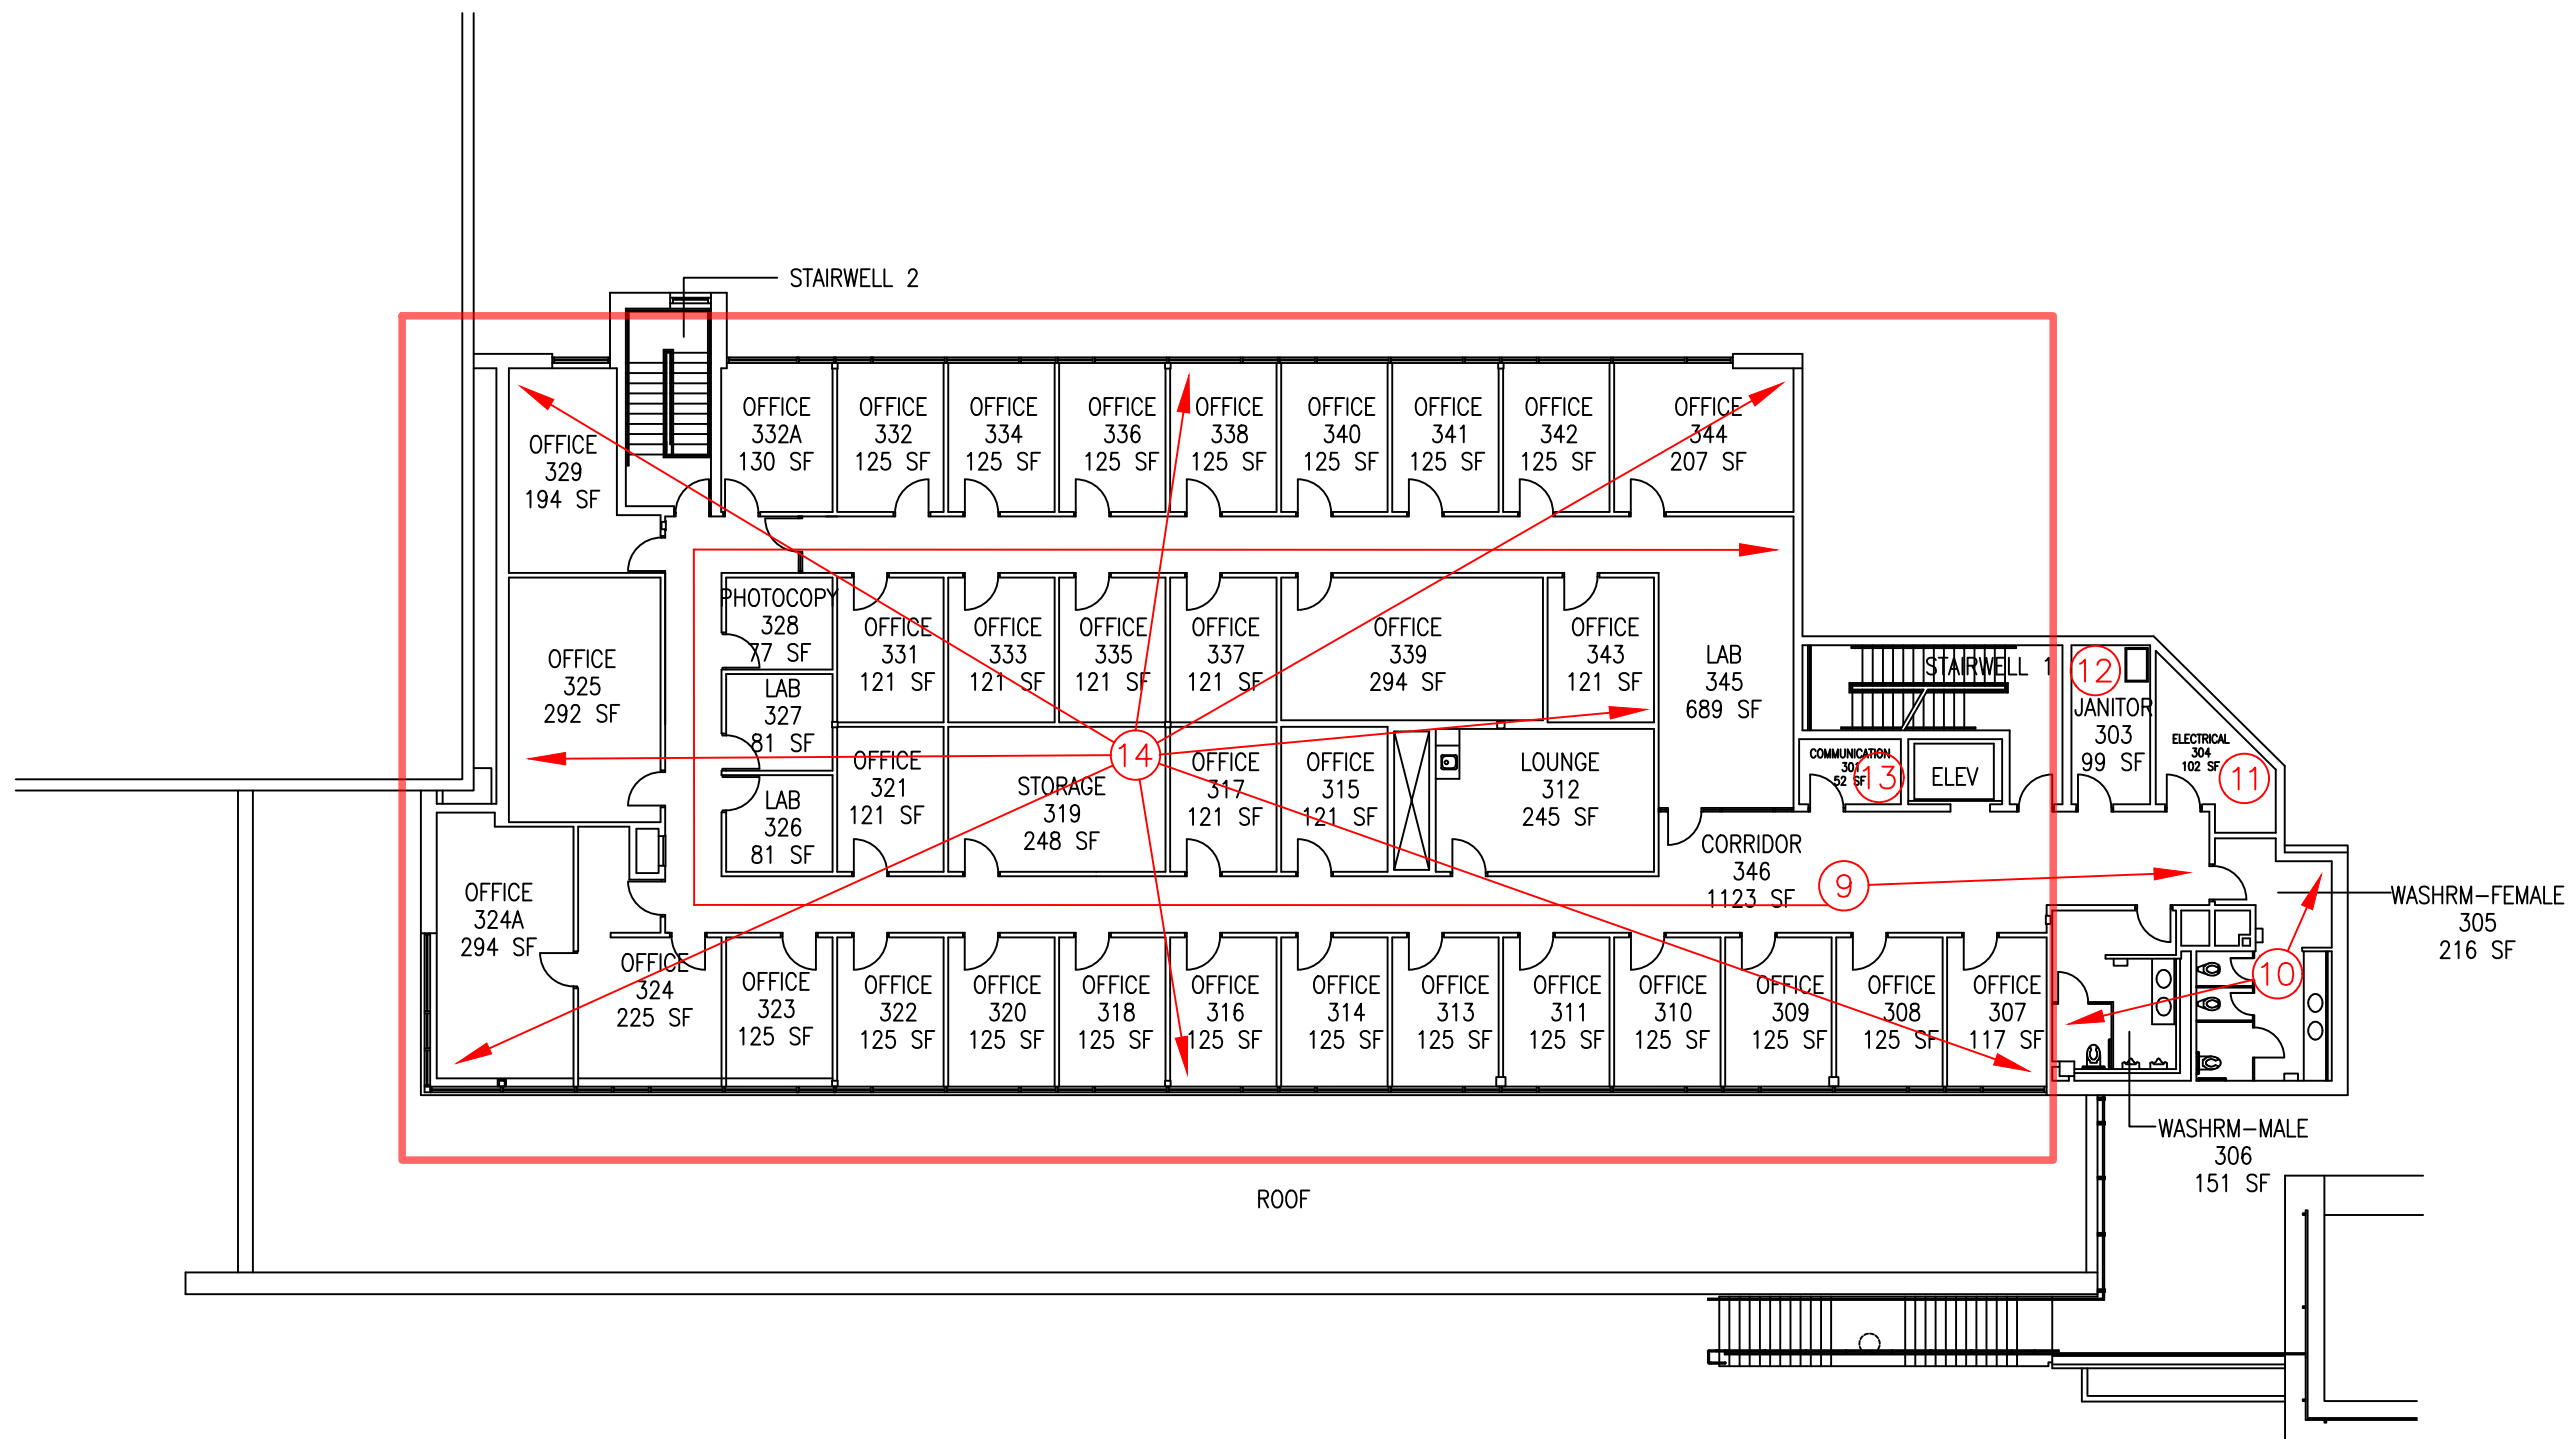 STAIRWELL 2
OFFICE
332A
130 SF
OFFICE
332
125 SF
OFFICE
334
125 SF
OFFICE
336
125 SF
OFFICE
338
125 SF
OFFICE
340
125 SF
OFFICE
341
125 SF
OFFICE
342
125 SF
OFFICE
344
207 SF
OFFICE
329
194 SF
PHOTOCOPY
328
77 SF
OFFICE
331
121 SF
OFFICE
333
121 SF
OFFICE
335
121 SF
OFFICE
337
121 SF
OFFICE
339
294 SF
OFFICE
343
121 SF
LAB
345
689 SF
STAIRWELL 1
12
JANITOR
303
99 SF
ELECTRICAL
304
102 SF
11
OFFICE
325
292 SF
LAB
327
81 SF
LAB
326
81 SF
OFFICE
321
121 SF
STORAGE
319
248 SF
14
OFFICE
317
121 SF
OFFICE
315
121 SF
LOUNGE
312
245 SF
COMMUNICATION
301
52 SF
13
ELEV
CORRIDOR
346
1123 SF
9
WASHRM-FEMALE
305
216 SF
10
OFFICE
324A
294 SF
OFFICE
324
225 SF
OFFICE
323
125 SF
OFFICE
322
125 SF
OFFICE
320
125 SF
OFFICE
318
125 SF
OFFICE
316
125 SF
OFFICE
314
125 SF
OFFICE
313
125 SF
OFFICE
311
125 SF
OFFICE
310
125 SF
OFFICE
309
125 SF
OFFICE
308
125 SF
OFFICE
307
117 SF
WASHRM-MALE
306
151 SF
ROOF